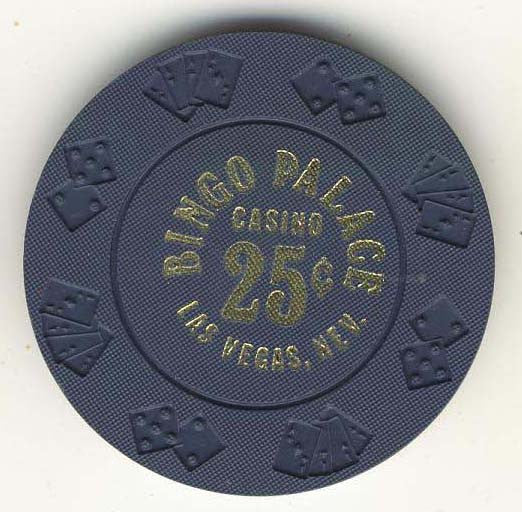 BINGO PALACE
CASINO
25¢
LAS VEGAS, NEV.